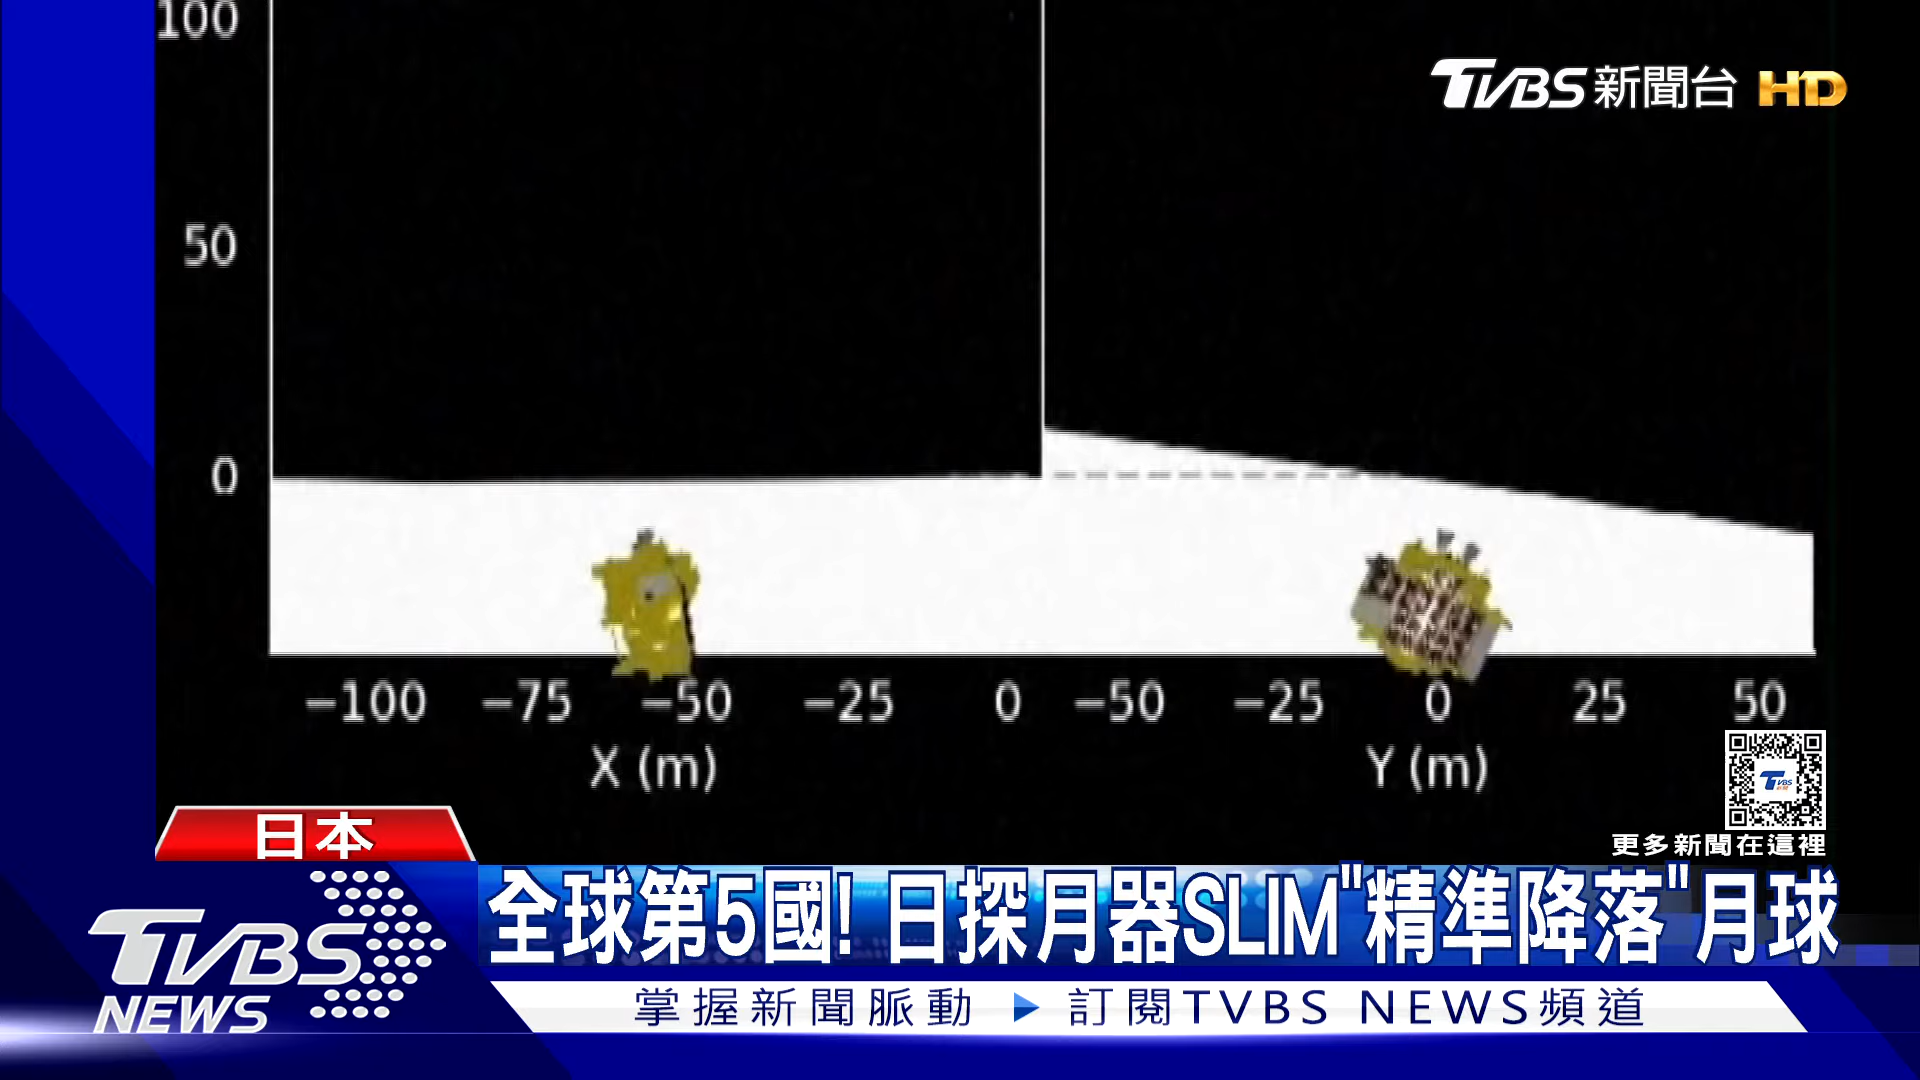 100
TVBS新聞台 HD
50
0
−100 −75 −50 −25 0 −50 −25 0 25 50
X (m) Y (m)
TVBS
更多新聞在這裡
日本
全球第5國! 日探月器SLIM"精準降落"月球
TVBS
NEWS
掌握新聞脈動 ▶ 訂閱TVBS NEWS頻道